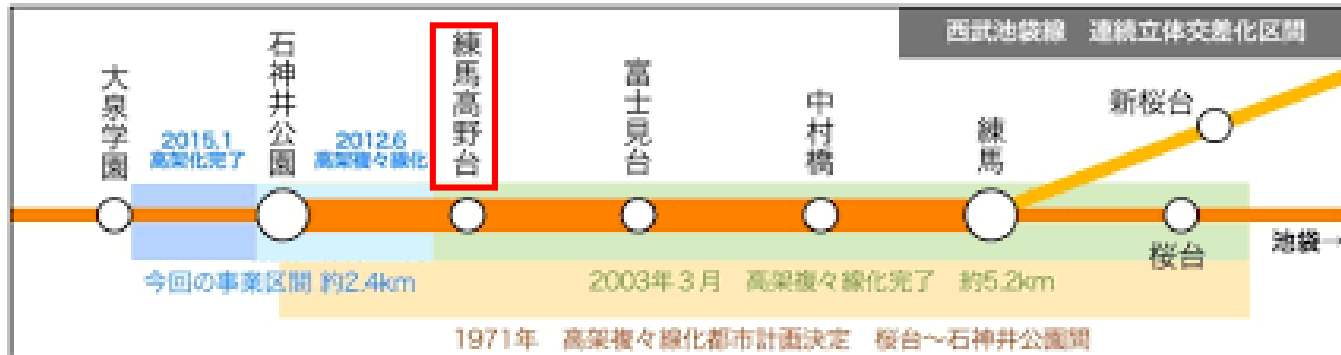 西武池袋線 連続立体交差化区間
大泉学園
2015.1
高架化完了
石神井公園
2012.6
高架複々線化
練馬高野台
富士見台
中村橋
練馬
新桜台
桜台
池袋→
今回の事業区間 約2.4km
2003年3月 高架複々線化完了 約5.2km
1971年 高架複々線化都市計画決定 桜台～石神井公園間